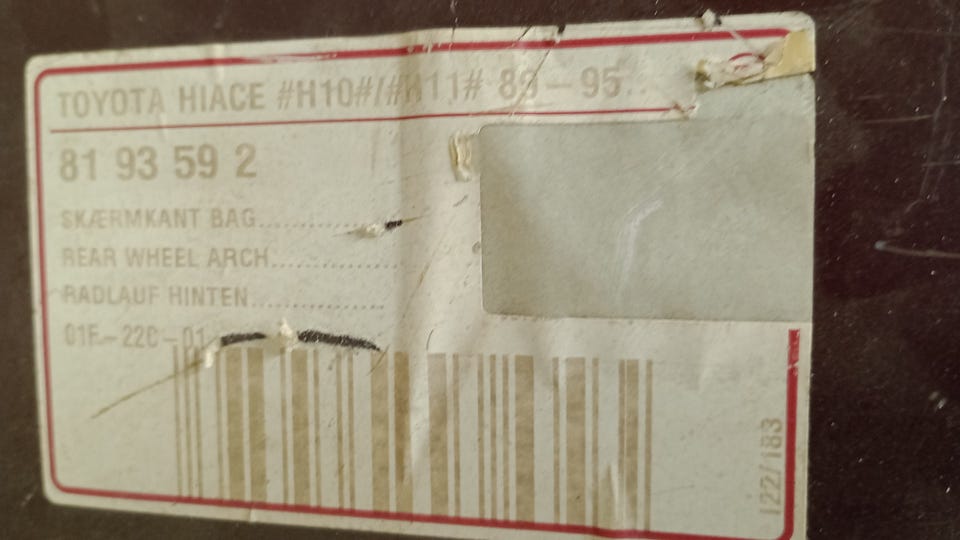 TOYOTA HIACE #H10#/#H11# 89-95..
81 93 59 2
SKÆRMKANT BAG....................
REAR WHEEL ARCH..................
RADLAUF HINTEN..................
01F-22C-01
122/183